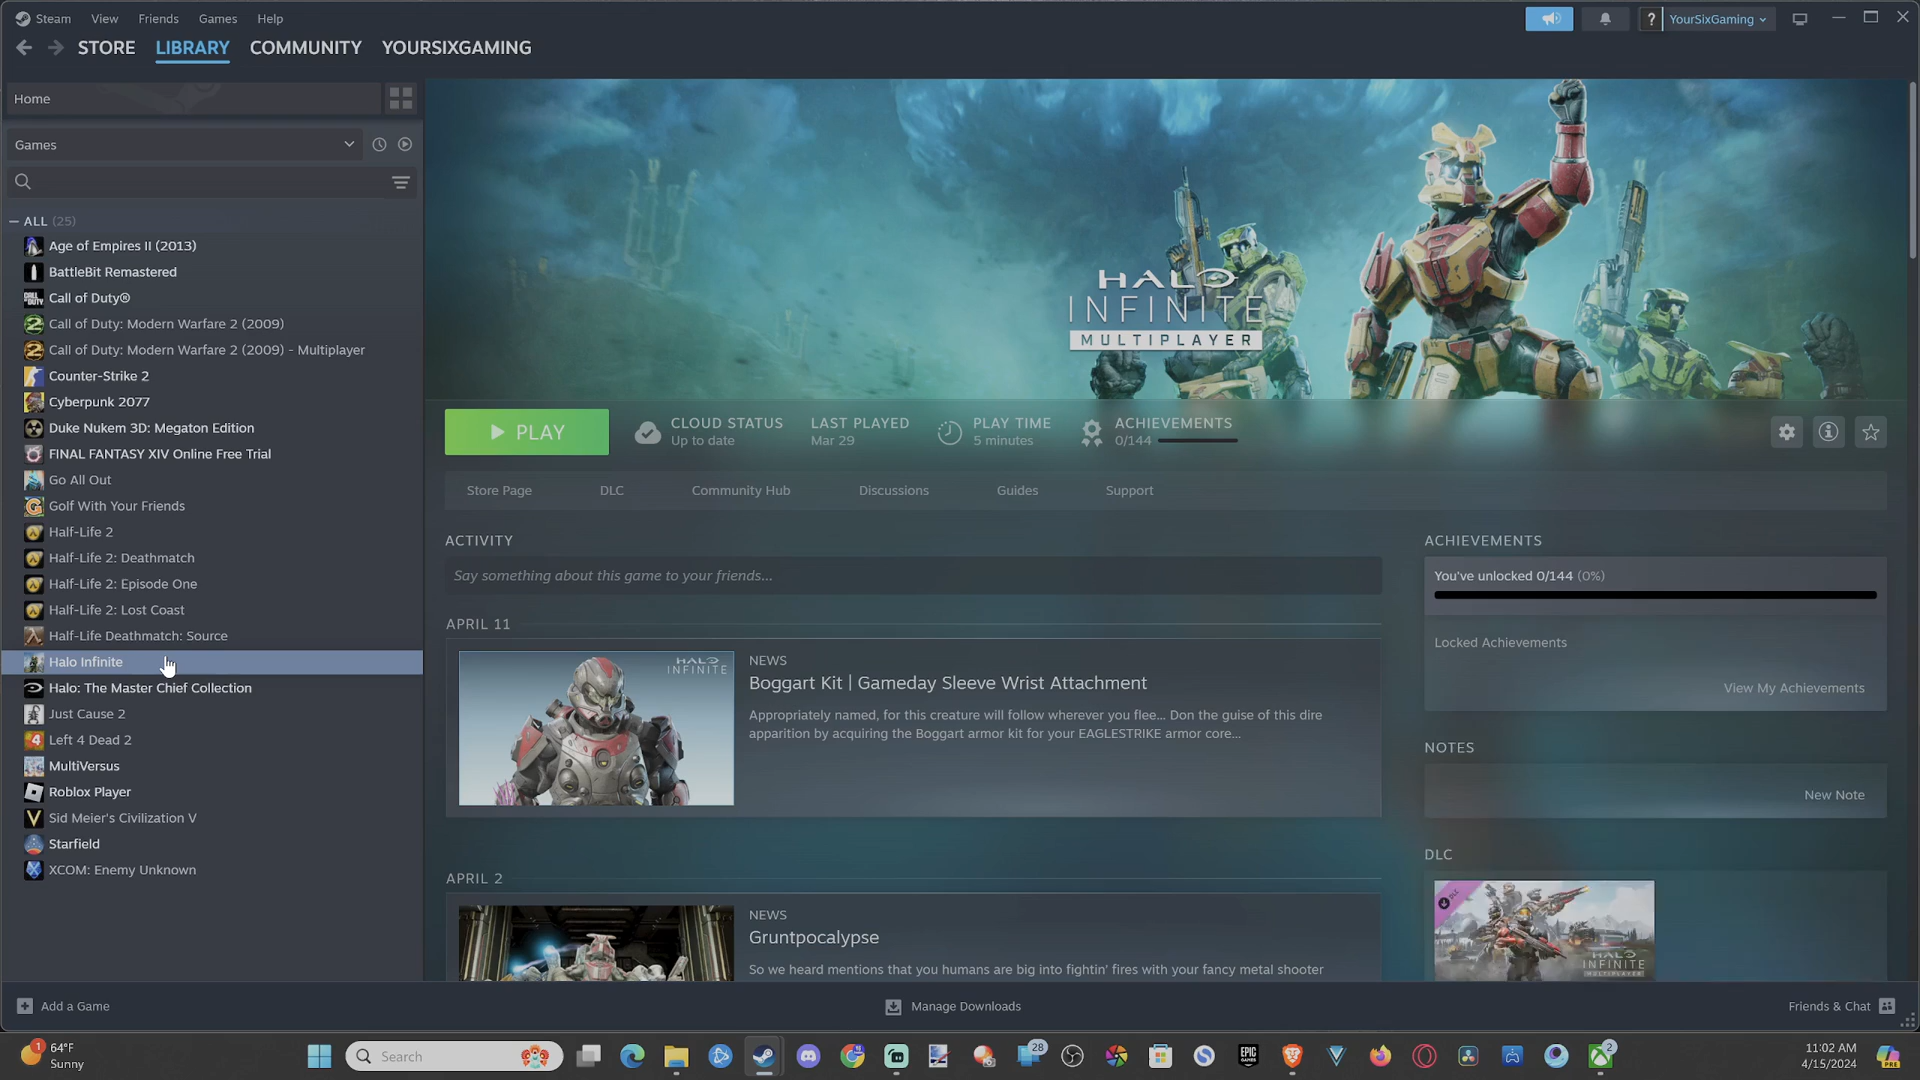 Steam View Friends Games Help
? YourSixGaming
STORE LIBRARY COMMUNITY YOURSIXGAMING
Home
Games
— ALL (25)
Age of Empires II (2013)
BattleBit Remastered
Call of Duty®
Call of Duty: Modern Warfare 2 (2009)
Call of Duty: Modern Warfare 2 (2009) - Multiplayer
Counter-Strike 2
Cyberpunk 2077
Duke Nukem 3D: Megaton Edition
FINAL FANTASY XIV Online Free Trial
Go All Out
Golf With Your Friends
Half-Life 2
Half-Life 2: Deathmatch
Half-Life 2: Episode One
Half-Life 2: Lost Coast
Half-Life Deathmatch: Source
Halo Infinite
Halo: The Master Chief Collection
Just Cause 2
Left 4 Dead 2
MultiVersus
Roblox Player
Sid Meier's Civilization V
Starfield
XCOM: Enemy Unknown
HALO
INFINITE
MULTIPLAYER
PLAY
CLOUD STATUS
Up to date
LAST PLAYED
Mar 29
PLAY TIME
5 minutes
ACHIEVEMENTS
0/144
Store Page DLC Community Hub Discussions Guides Support
ACTIVITY
Say something about this game to your friends...
APRIL 11
HALO
INFINITE
NEWS
Boggart Kit | Gameday Sleeve Wrist Attachment
Appropriately named, for this creature will follow wherever you flee... Don the guise of this dire
apparition by acquiring the Boggart armor kit for your EAGLESTRIKE armor core...
APRIL 2
NEWS
Gruntpocalypse
So we heard mentions that you humans are big into fightin' fires with your fancy metal shooter
ACHIEVEMENTS
You've unlocked 0/144 (0%)
Locked Achievements
View My Achievements
NOTES
New Note
DLC
DLC
HALO
INFINITE
MULTIPLAYER
Add a Game
Manage Downloads
Friends & Chat
1
64°F
Sunny
Search
28
EPIC
GAMES
2
11:02 AM
4/15/2024